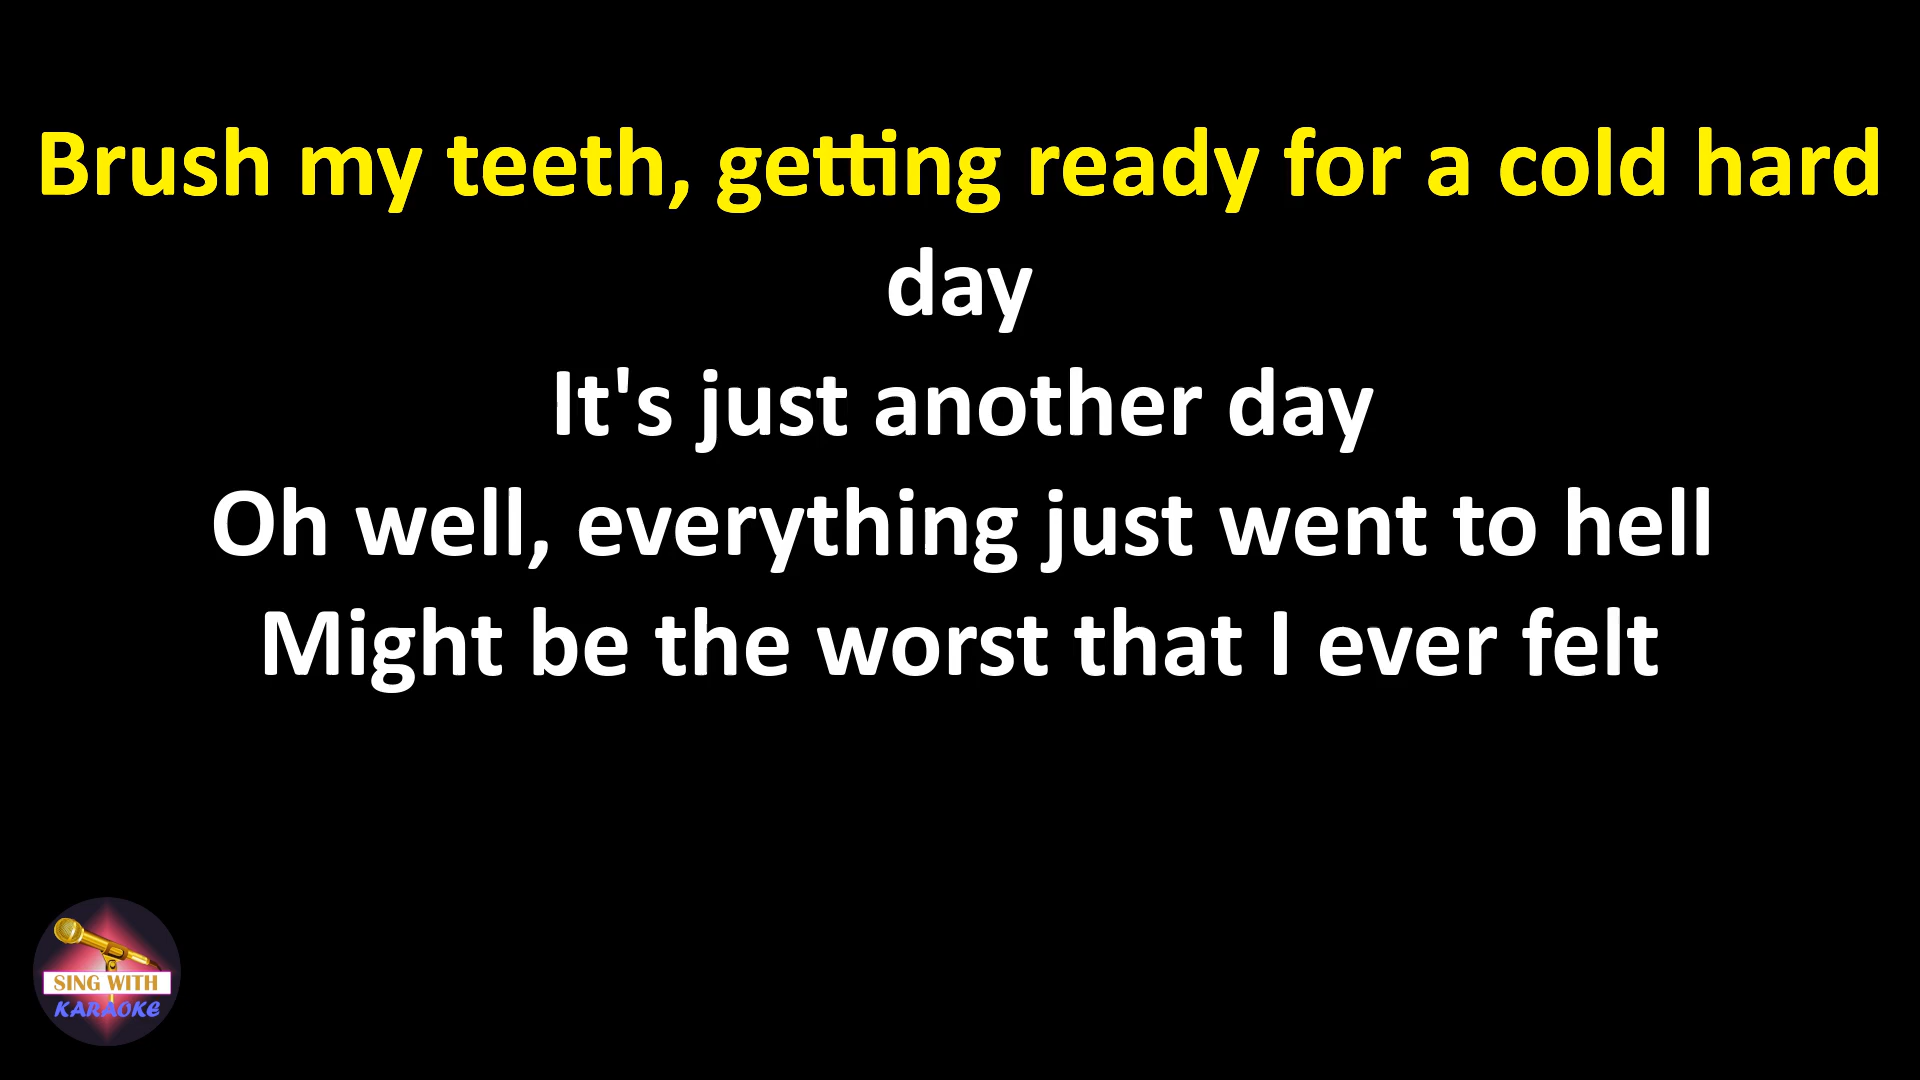 Brush my teeth, getting ready for a cold hard
day
It's just another day
Oh well, everything just went to hell
Might be the worst that I ever felt
SING WITH
KARAOKE